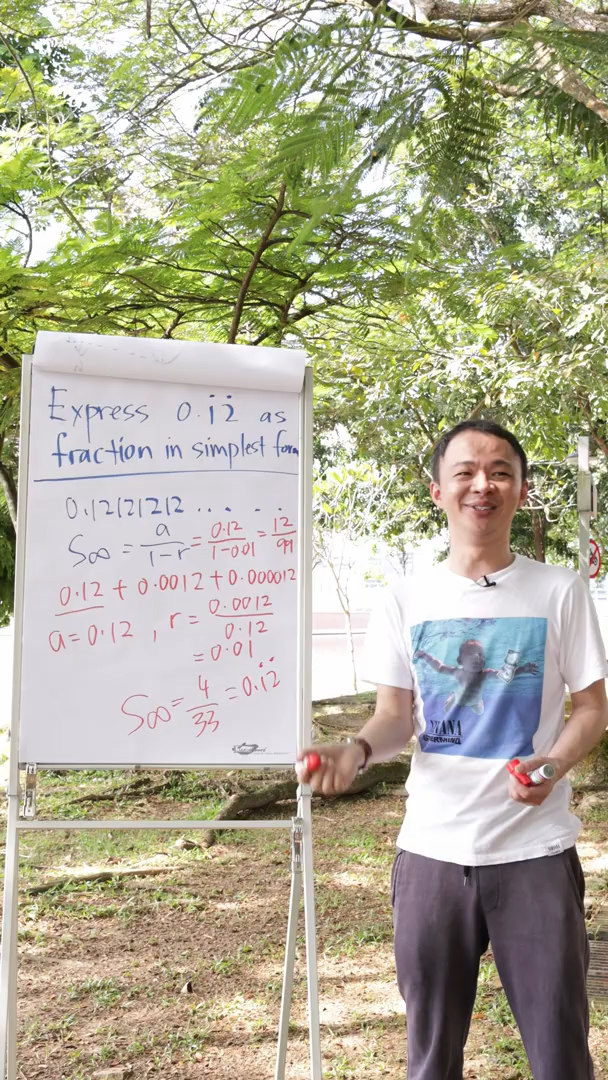 Express 0.1̇2̇ as
fraction in simplest form
0.12121212 . . . . .
S∞ = a/(1-r) = 0.12/(1-0.01) = 12/99
0.12 + 0.0012 + 0.000012
a = 0.12 , r = 0.0012/0.12
= 0.01
S∞ = 4/33 = 0.1̇2̇
NIRVANA